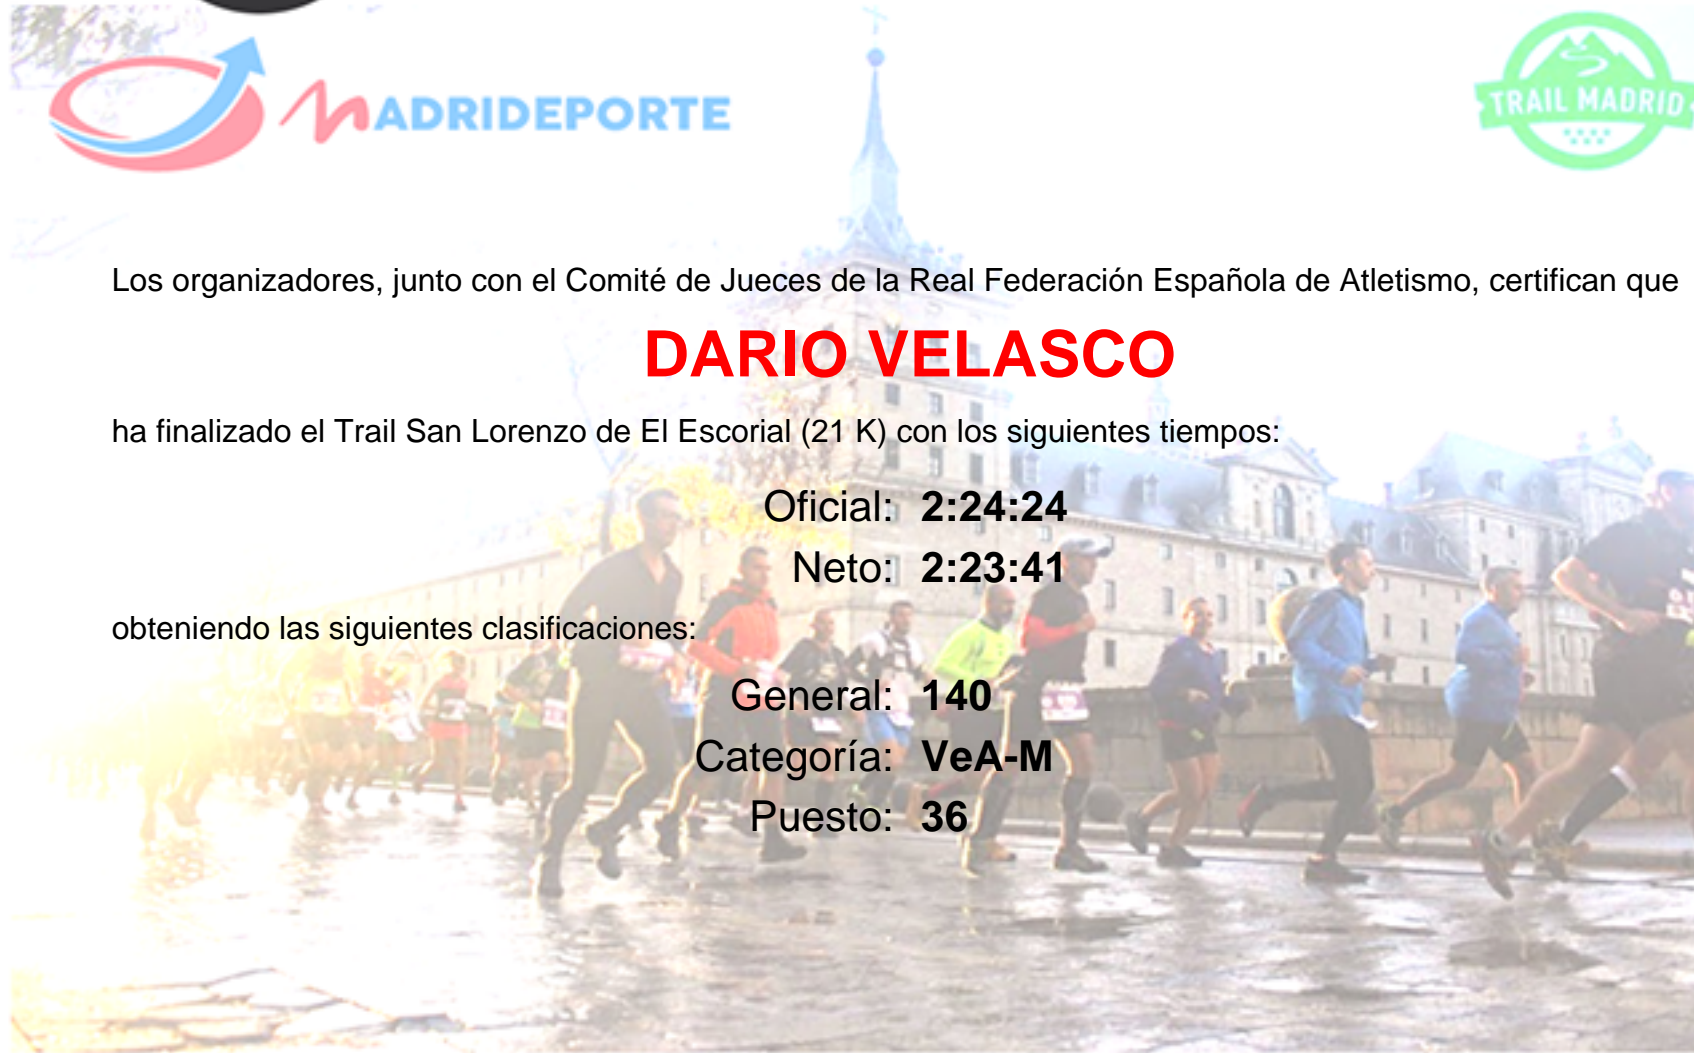 MADRIDEPORTE
TRAIL MADRID
Los organizadores, junto con el Comité de Jueces de la Real Federación Española de Atletismo, certifican que
DARIO VELASCO
ha finalizado el Trail San Lorenzo de El Escorial (21 K) con los siguientes tiempos:
Oficial: 2:24:24
Neto: 2:23:41
obteniendo las siguientes clasificaciones:
General: 140
Categoría: VeA-M
Puesto: 36